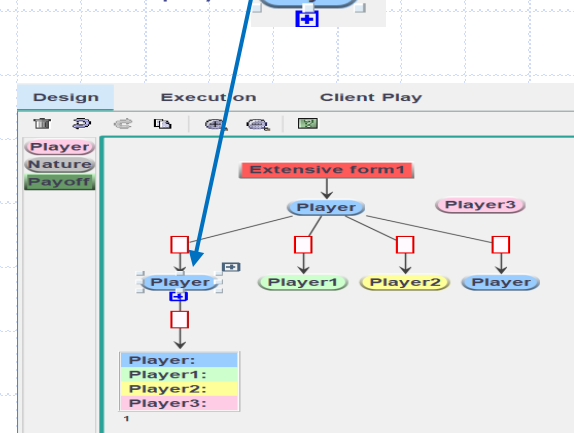 Design Execution Client Play
Player
Nature
Payoff
Extensive form1
Player
Player3
Player
Player1
Player2
Player
Player:
Player1:
Player2:
Player3:
1